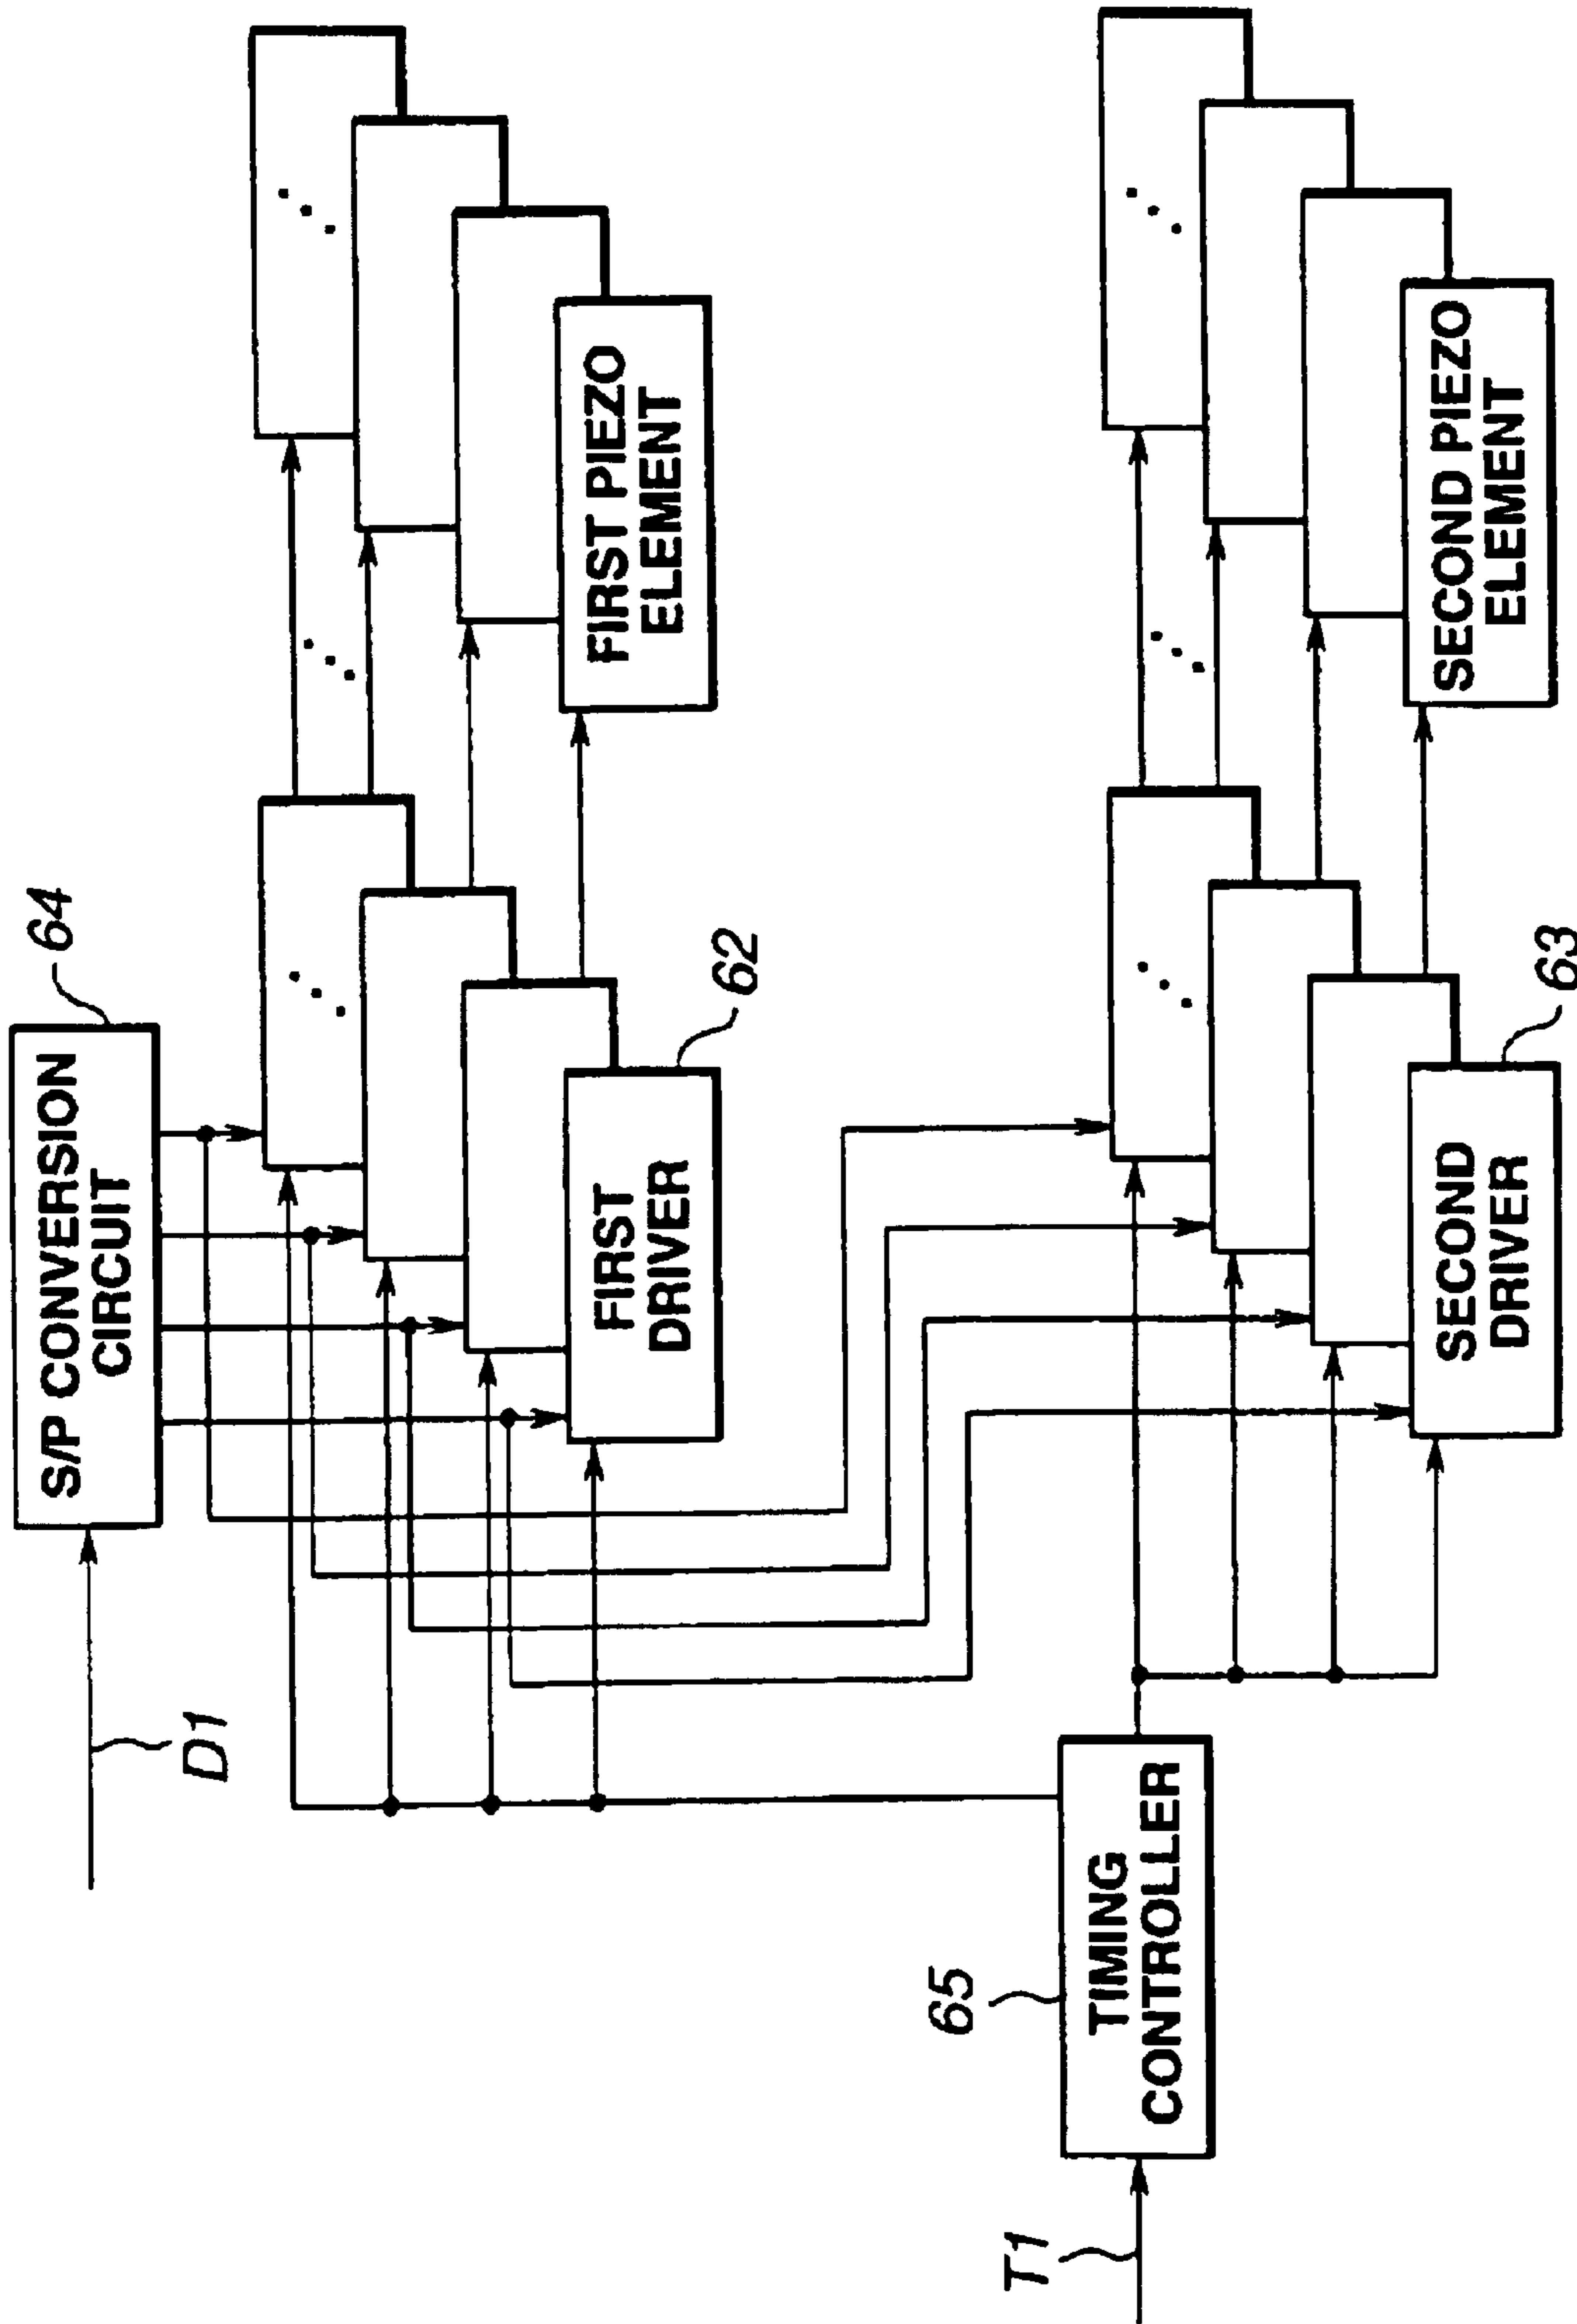 64
S/P CONVERSION
CIRCUIT
D1
62
FIRST
DRIVER
FIRST PIEZO
ELEMENT
65
TIMING
CONTROLLER
T1
63
SECOND
DRIVER
SECOND PIEZO
ELEMENT